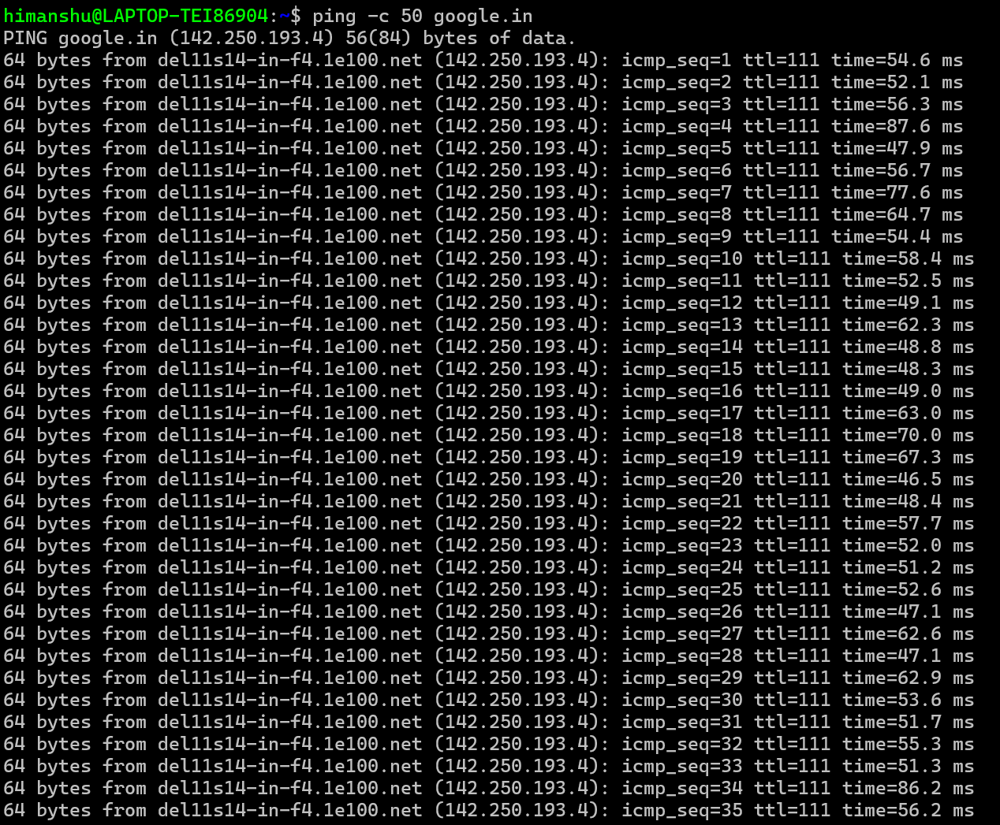 himanshu@LAPTOP-TEI86904:~$ ping -c 50 google.in
PING google.in (142.250.193.4) 56(84) bytes of data.
64 bytes from del11s14-in-f4.1e100.net (142.250.193.4): icmp_seq=1 ttl=111 time=54.6 ms
64 bytes from del11s14-in-f4.1e100.net (142.250.193.4): icmp_seq=2 ttl=111 time=52.1 ms
64 bytes from del11s14-in-f4.1e100.net (142.250.193.4): icmp_seq=3 ttl=111 time=56.3 ms
64 bytes from del11s14-in-f4.1e100.net (142.250.193.4): icmp_seq=4 ttl=111 time=87.6 ms
64 bytes from del11s14-in-f4.1e100.net (142.250.193.4): icmp_seq=5 ttl=111 time=47.9 ms
64 bytes from del11s14-in-f4.1e100.net (142.250.193.4): icmp_seq=6 ttl=111 time=56.7 ms
64 bytes from del11s14-in-f4.1e100.net (142.250.193.4): icmp_seq=7 ttl=111 time=77.6 ms
64 bytes from del11s14-in-f4.1e100.net (142.250.193.4): icmp_seq=8 ttl=111 time=64.7 ms
64 bytes from del11s14-in-f4.1e100.net (142.250.193.4): icmp_seq=9 ttl=111 time=54.4 ms
64 bytes from del11s14-in-f4.1e100.net (142.250.193.4): icmp_seq=10 ttl=111 time=58.4 ms
64 bytes from del11s14-in-f4.1e100.net (142.250.193.4): icmp_seq=11 ttl=111 time=52.5 ms
64 bytes from del11s14-in-f4.1e100.net (142.250.193.4): icmp_seq=12 ttl=111 time=49.1 ms
64 bytes from del11s14-in-f4.1e100.net (142.250.193.4): icmp_seq=13 ttl=111 time=62.3 ms
64 bytes from del11s14-in-f4.1e100.net (142.250.193.4): icmp_seq=14 ttl=111 time=48.8 ms
64 bytes from del11s14-in-f4.1e100.net (142.250.193.4): icmp_seq=15 ttl=111 time=48.3 ms
64 bytes from del11s14-in-f4.1e100.net (142.250.193.4): icmp_seq=16 ttl=111 time=49.0 ms
64 bytes from del11s14-in-f4.1e100.net (142.250.193.4): icmp_seq=17 ttl=111 time=63.0 ms
64 bytes from del11s14-in-f4.1e100.net (142.250.193.4): icmp_seq=18 ttl=111 time=70.0 ms
64 bytes from del11s14-in-f4.1e100.net (142.250.193.4): icmp_seq=19 ttl=111 time=67.3 ms
64 bytes from del11s14-in-f4.1e100.net (142.250.193.4): icmp_seq=20 ttl=111 time=46.5 ms
64 bytes from del11s14-in-f4.1e100.net (142.250.193.4): icmp_seq=21 ttl=111 time=48.4 ms
64 bytes from del11s14-in-f4.1e100.net (142.250.193.4): icmp_seq=22 ttl=111 time=57.7 ms
64 bytes from del11s14-in-f4.1e100.net (142.250.193.4): icmp_seq=23 ttl=111 time=52.0 ms
64 bytes from del11s14-in-f4.1e100.net (142.250.193.4): icmp_seq=24 ttl=111 time=51.2 ms
64 bytes from del11s14-in-f4.1e100.net (142.250.193.4): icmp_seq=25 ttl=111 time=52.6 ms
64 bytes from del11s14-in-f4.1e100.net (142.250.193.4): icmp_seq=26 ttl=111 time=47.1 ms
64 bytes from del11s14-in-f4.1e100.net (142.250.193.4): icmp_seq=27 ttl=111 time=62.6 ms
64 bytes from del11s14-in-f4.1e100.net (142.250.193.4): icmp_seq=28 ttl=111 time=47.1 ms
64 bytes from del11s14-in-f4.1e100.net (142.250.193.4): icmp_seq=29 ttl=111 time=62.9 ms
64 bytes from del11s14-in-f4.1e100.net (142.250.193.4): icmp_seq=30 ttl=111 time=53.6 ms
64 bytes from del11s14-in-f4.1e100.net (142.250.193.4): icmp_seq=31 ttl=111 time=51.7 ms
64 bytes from del11s14-in-f4.1e100.net (142.250.193.4): icmp_seq=32 ttl=111 time=55.3 ms
64 bytes from del11s14-in-f4.1e100.net (142.250.193.4): icmp_seq=33 ttl=111 time=51.3 ms
64 bytes from del11s14-in-f4.1e100.net (142.250.193.4): icmp_seq=34 ttl=111 time=86.2 ms
64 bytes from del11s14-in-f4.1e100.net (142.250.193.4): icmp_seq=35 ttl=111 time=56.2 ms